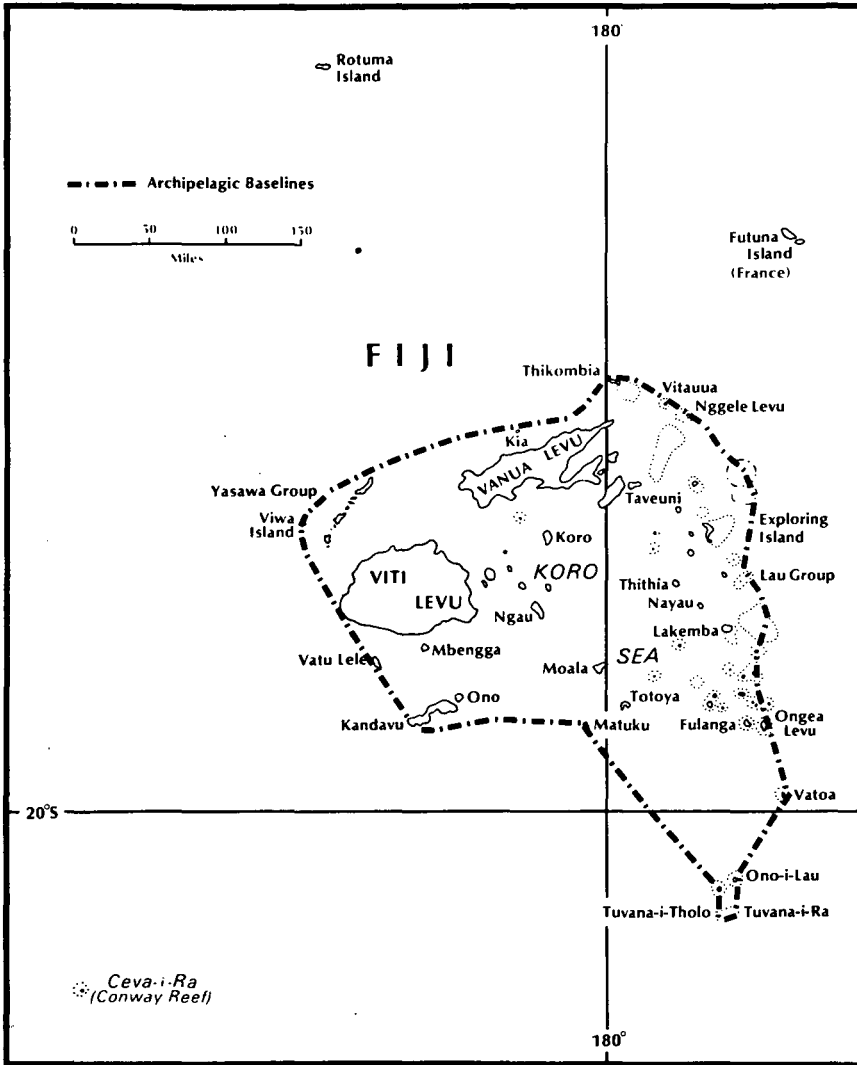 180°
Rotuma
Island
Archipelagic Baselines
0 50 100 150
Miles
Futuna
Island
(France)
FIJI
Thikombia
Vitauua
Nggele Levu
Kia
VANUA LEVU
Yasawa Group
Taveuni
Viwa
Island
Exploring
Island
Koro
KORO
VITI
LEVU
Lau Group
Thithia
Nayau
Ngau
Lakemba
Mbengga
SEA
Vatu Lele
Moala
Ono
Totoya
Kandavu
Matuku
Fulanga
Ongea
Levu
Vatoa
20°S
Ono-i-Lau
Tuvana-i-Tholo
Tuvana-i-Ra
Ceva-i-Ra
(Conway Reef)
180°